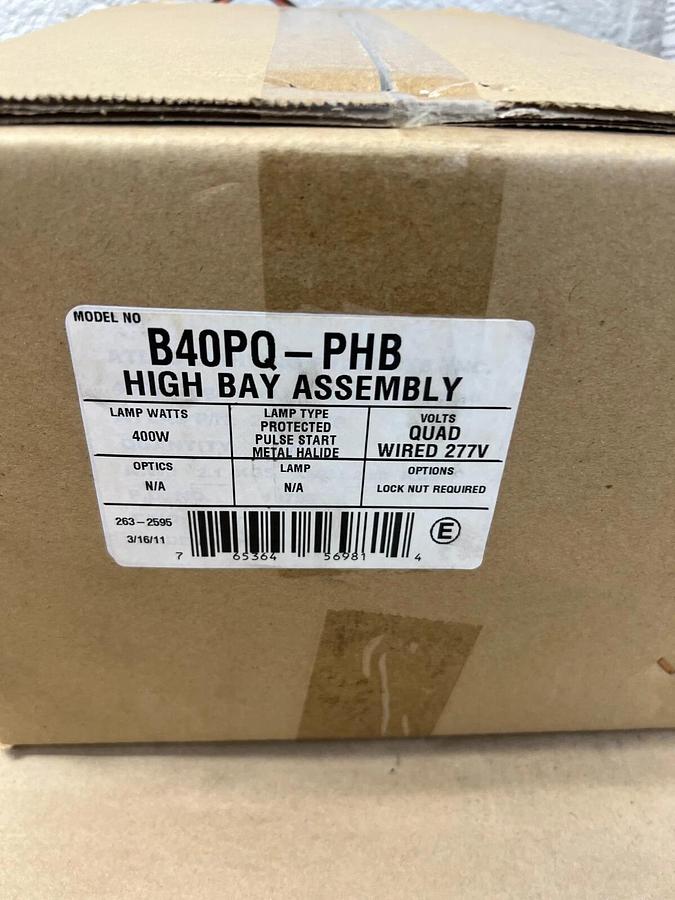 MODEL NO
B40PQ – PHB
HIGH BAY ASSEMBLY
LAMP WATTS
400W
LAMP TYPE
PROTECTED
PULSE START
METAL HALIDE
VOLTS
QUAD
WIRED 277V
OPTICS
N/A
LAMP
N/A
OPTIONS
LOCK NUT REQUIRED
263–2595
3/16/11
7 65364 56981 4
E